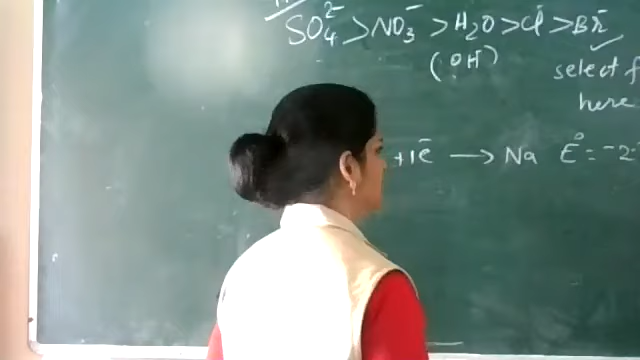 SO₄²⁻ > NO₃⁻ > H₂O > Cl⁻ > Br⁻
(OH⁻)
select f
here
+1e⁻ → Na E° = -2.